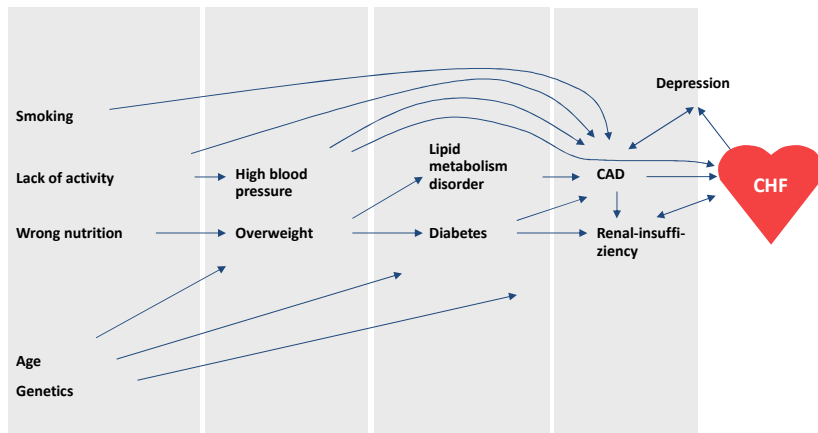 Smoking
Lack of activity
Wrong nutrition
Age
Genetics
High blood
pressure
Overweight
Lipid
metabolism
disorder
Diabetes
CAD
Renal-insuffi-
ziency
Depression
CHF